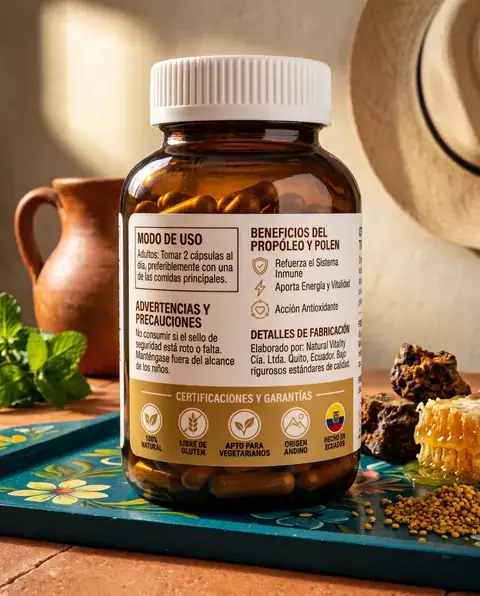 MODO DE USO
Adultos: Tomar 2 cápsulas al
día, preferiblemente con una
de las comidas principales.
ADVERTENCIAS Y
PRECAUCIONES
No consumir si el sello de
seguridad está roto o falta.
Manténgase fuera del alcance
de los niños.
BENEFICIOS DEL
PROPÓLEO Y POLEN
Refuerza el Sistema
Inmune
Aporta Energía y Vitalidad
Acción Antioxidante
DETALLES DE FABRICACIÓN
Elaborado por: Natural Vitality
Cía. Ltda. Quito, Ecuador. Bajo
rigurosos estándares de calidad.
CERTIFICACIONES Y GARANTÍAS
100%
NATURAL
LIBRE DE
GLUTEN
APTO PARA
VEGETARIANOS
ORIGEN
ANDINO
HECHO EN
ECUADOR